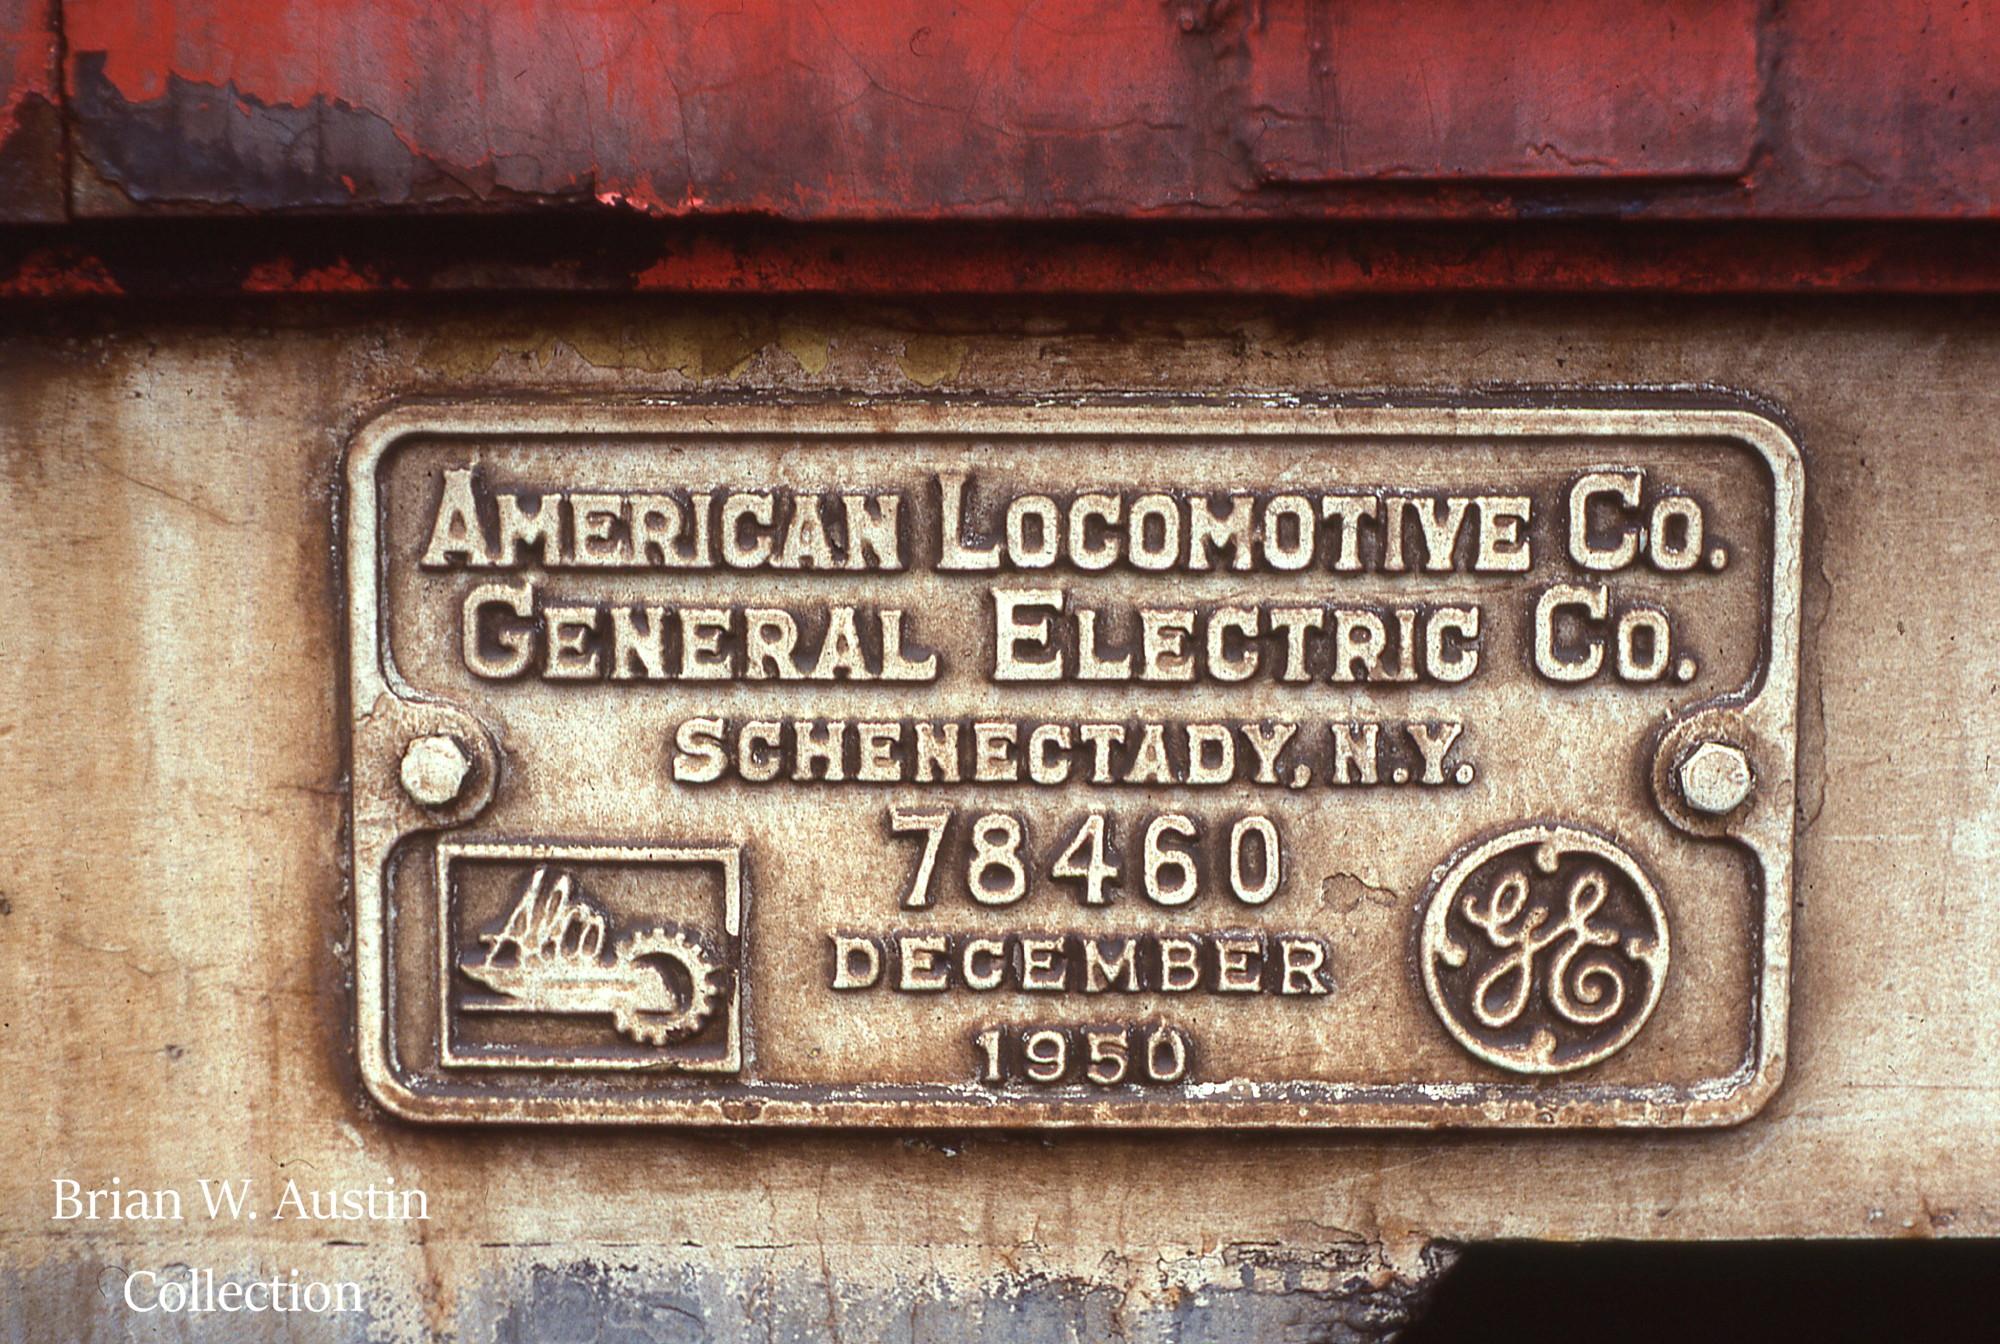 AMERICAN LOCOMOTIVE CO.
GENERAL ELECTRIC CO.
SCHENECTADY, N.Y.
78460
DECEMBER
1950
Alco
GE
Brian W. Austin
Collection